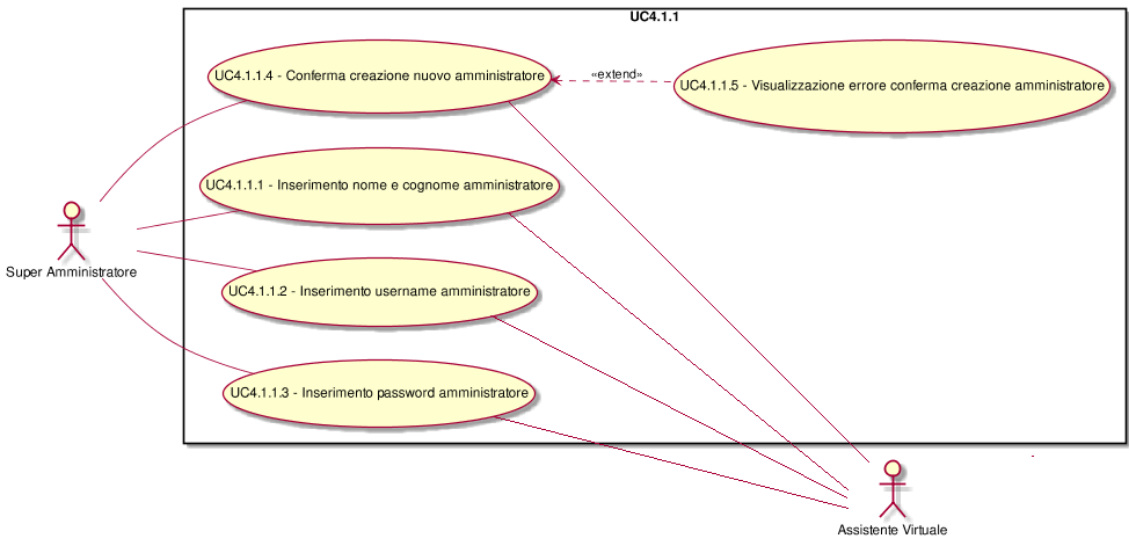 UC4.1.1
UC4.1.1.4 - Conferma creazione nuovo amministratore
«extend»
UC4.1.1.5 - Visualizzazione errore conferma creazione amministratore
UC4.1.1.1 - Inserimento nome e cognome amministratore
Super Amministratore
UC4.1.1.2 - Inserimento username amministratore
UC4.1.1.3 - Inserimento password amministratore
Assistente Virtuale